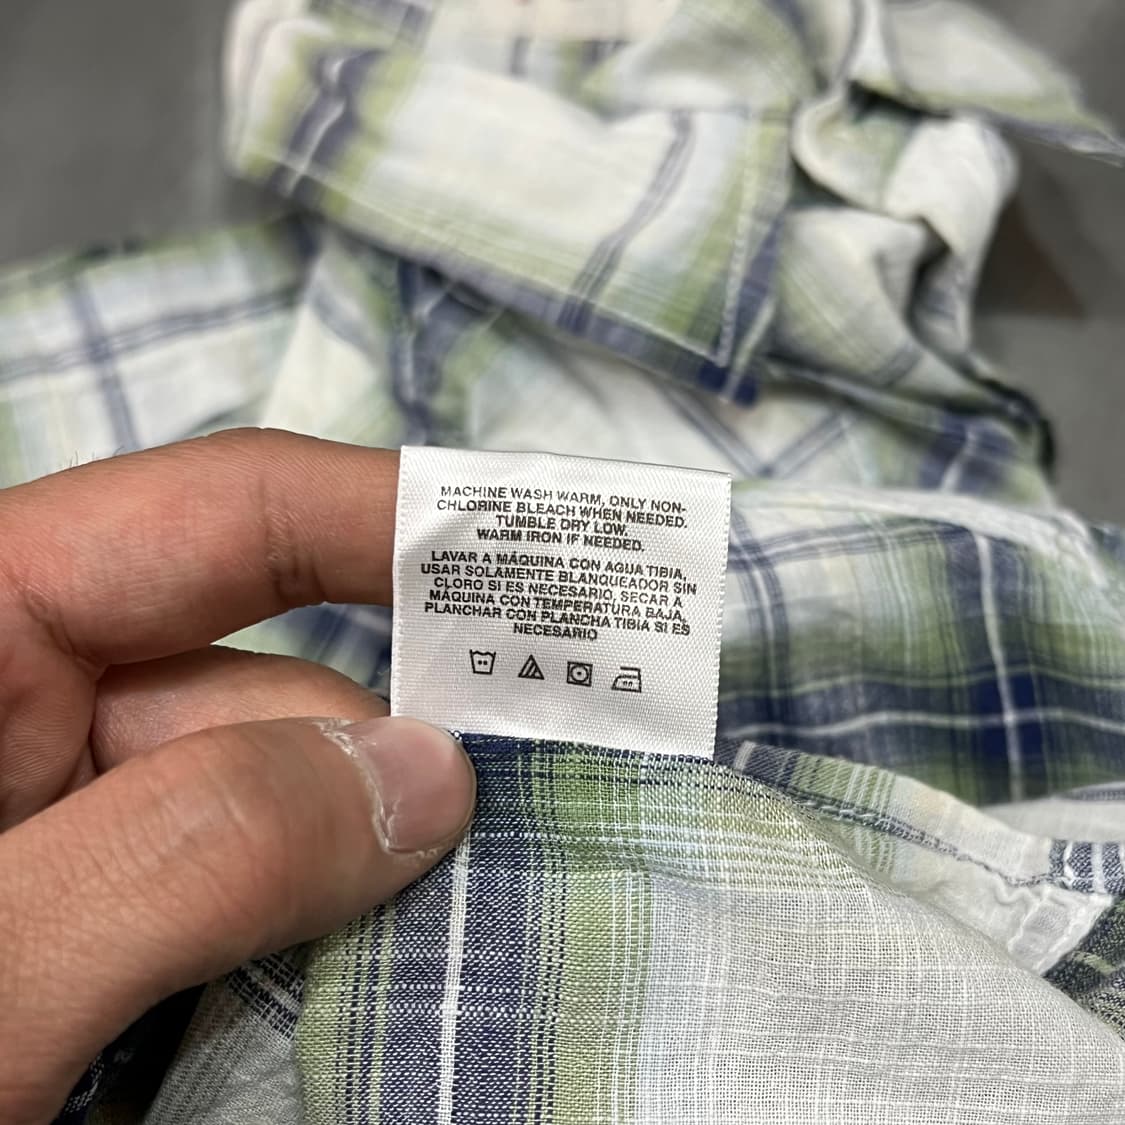 MACHINE WASH WARM, ONLY NON-
CHLORINE BLEACH WHEN NEEDED.
TUMBLE DRY LOW.
WARM IRON IF NEEDED.
LAVAR A MÁQUINA CON AGUA TIBIA,
USAR SOLAMENTE BLANQUEADOR SIN
CLORO SI ES NECESARIO, SECAR A
MÁQUINA CON TEMPERATURA BAJA,
PLANCHAR CON PLANCHA TIBIA SI ES
NECESARIO